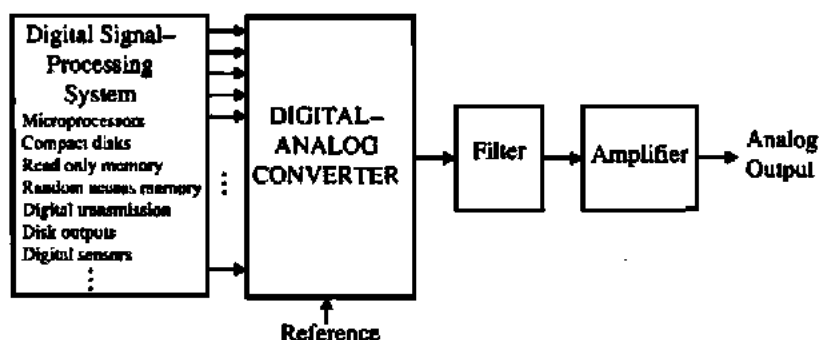 Digital Signal–
Processing
System
Microprocessors
Compact disks
Read only memory
Random access memory
Digital transmission
Disk outputs
Digital sensors
DIGITAL–
ANALOG
CONVERTER
Reference
Filter
Amplifier
Analog
Output